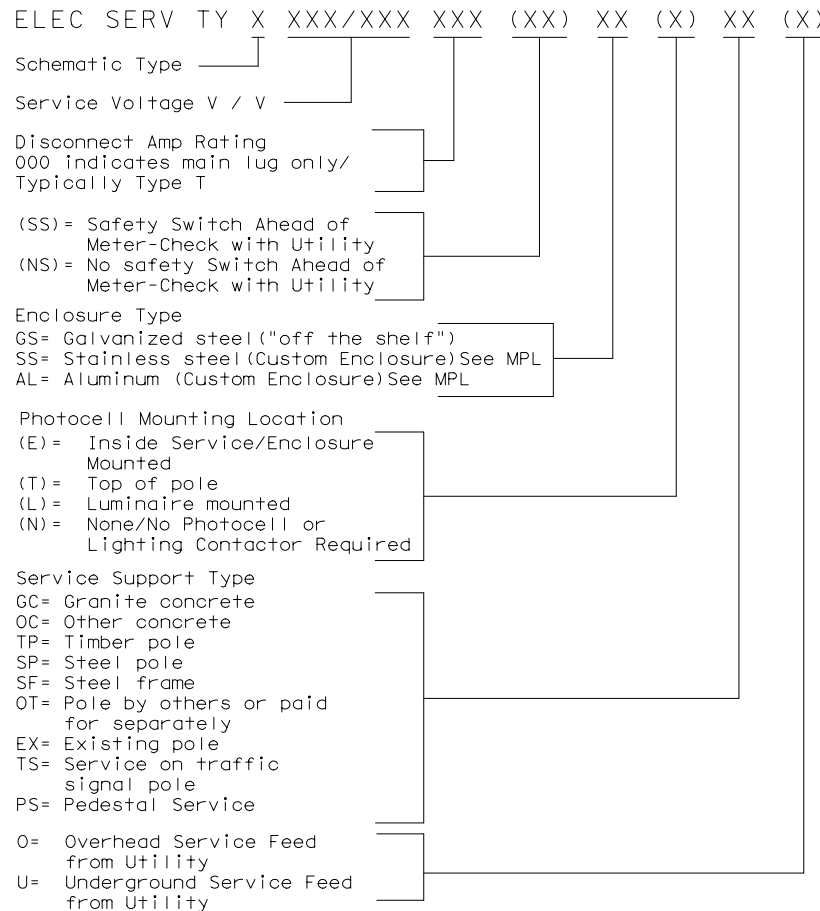 ELEC SERV TY X XXX/XXX XXX (XX) XX (X) XX (X)
Schematic Type
Service Voltage V / V
Disconnect Amp Rating
000 indicates main lug only/
Typically Type T
(SS)= Safety Switch Ahead of
Meter-Check with Utility
(NS)= No safety Switch Ahead of
Meter-Check with Utility
Enclosure Type
GS= Galvanized steel("off the shelf")
SS= Stainless steel(Custom Enclosure)See MPL
AL= Aluminum (Custom Enclosure)See MPL
Photocell Mounting Location
(E)= Inside Service/Enclosure
Mounted
(T)= Top of pole
(L)= Luminaire mounted
(N)= None/No Photocell or
Lighting Contactor Required
Service Support Type
GC= Granite concrete
OC= Other concrete
TP= Timber pole
SP= Steel pole
SF= Steel frame
OT= Pole by others or paid
for separately
EX= Existing pole
TS= Service on traffic
signal pole
PS= Pedestal Service
O= Overhead Service Feed
from Utility
U= Underground Service Feed
from Utility